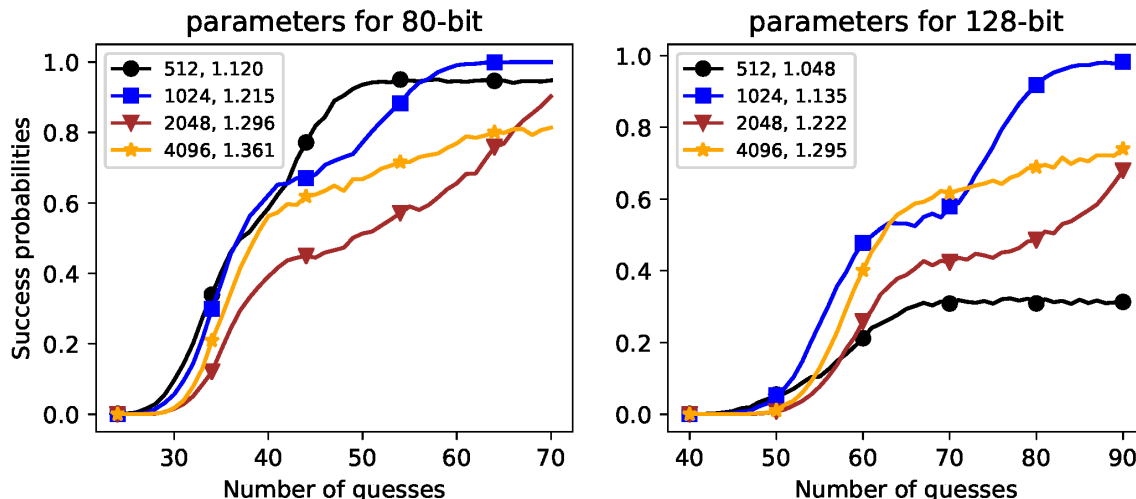 parameters for 80-bit
Success probabilities
1.0
0.8
0.6
0.4
0.2
0.0
512, 1.120
1024, 1.215
2048, 1.296
4096, 1.361
30 40 50 60 70
Number of guesses
parameters for 128-bit
1.0
0.8
0.6
0.4
0.2
0.0
512, 1.048
1024, 1.135
2048, 1.222
4096, 1.295
40 50 60 70 80 90
Number of guesses